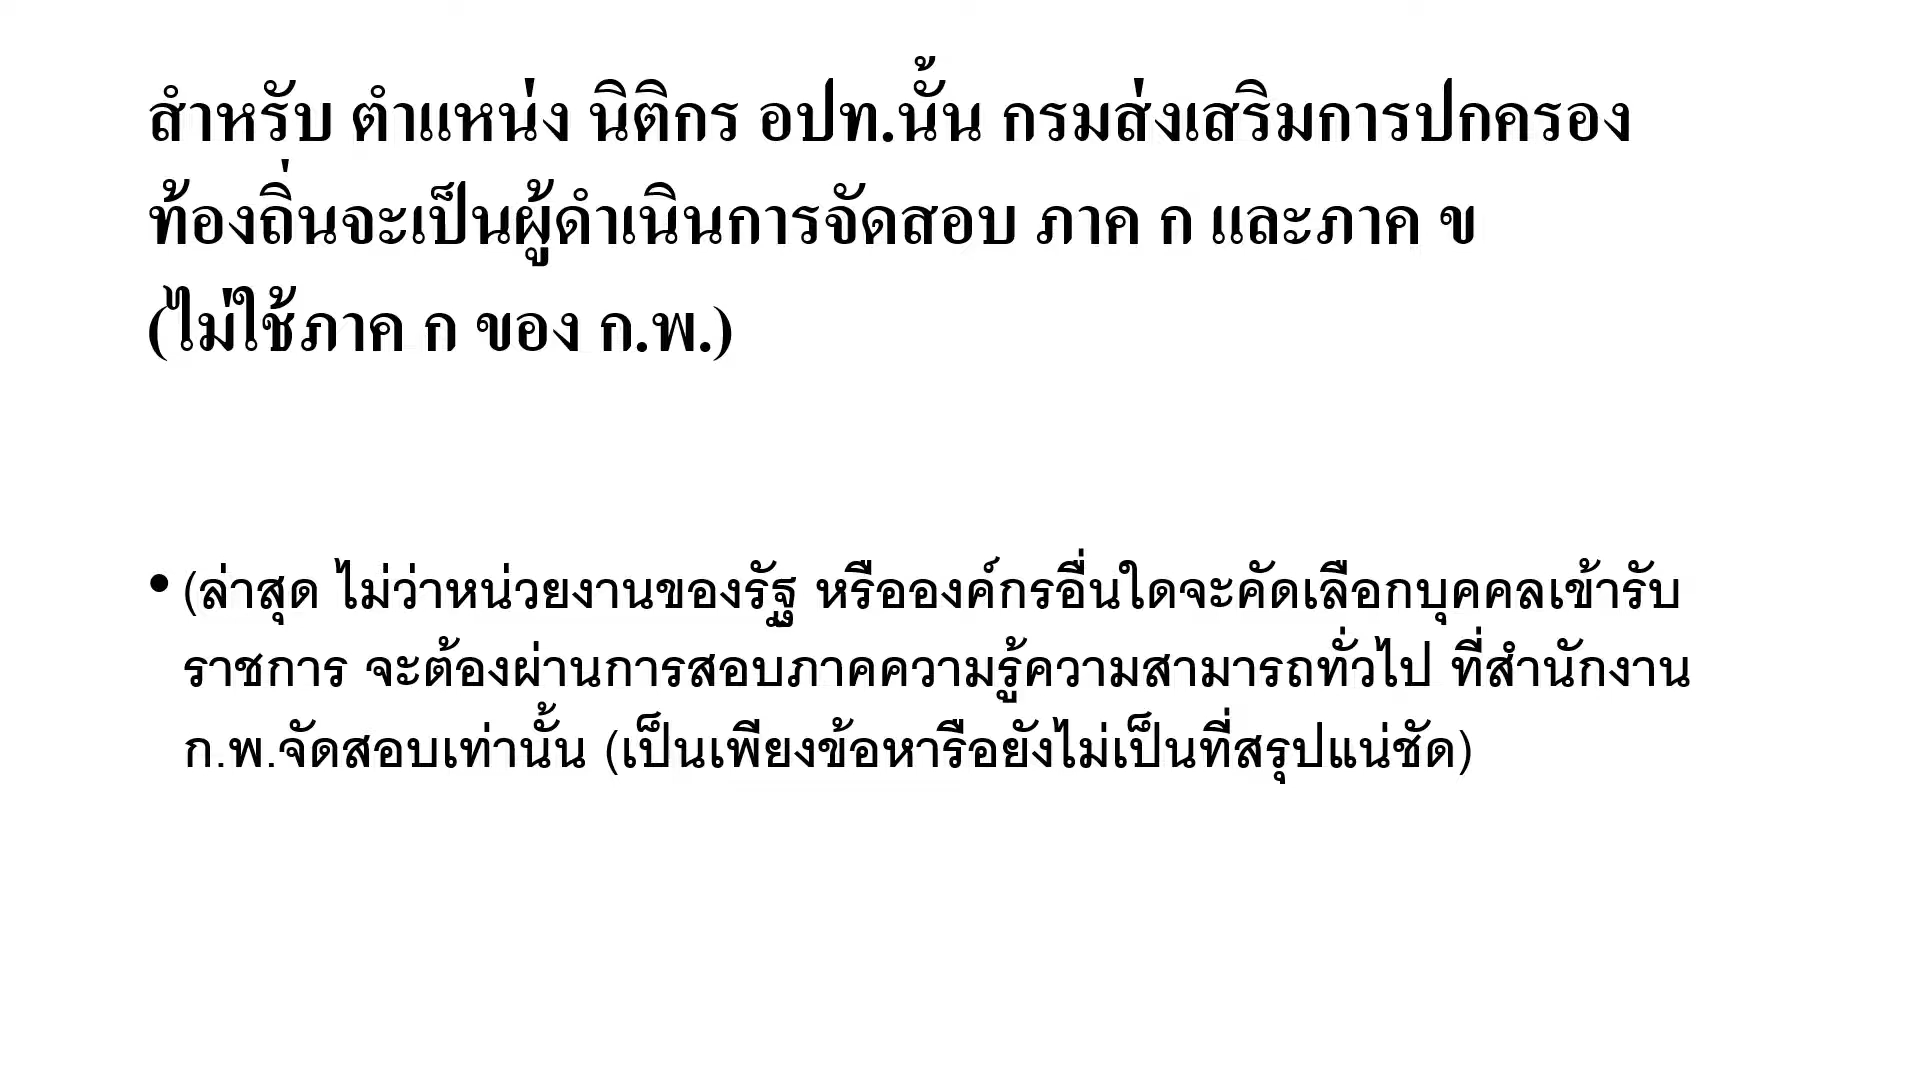 สำหรับ ตำแหน่ง นิติกร อปท.นั้น กรมส่งเสริมการปกครอง
ท้องถิ่นจะเป็นผู้ดำเนินการจัดสอบ ภาค ก และภาค ข
(ไม่ใช้ภาค ก ของ ก.พ.)
• (ล่าสุด ไม่ว่าหน่วยงานของรัฐ หรือองค์กรอื่นใดจะคัดเลือกบุคคลเข้ารับ
ราชการ จะต้องผ่านการสอบภาคความรู้ความสามารถทั่วไป ที่สำนักงาน
ก.พ.จัดสอบเท่านั้น (เป็นเพียงข้อหารือยังไม่เป็นที่สรุปแน่ชัด)